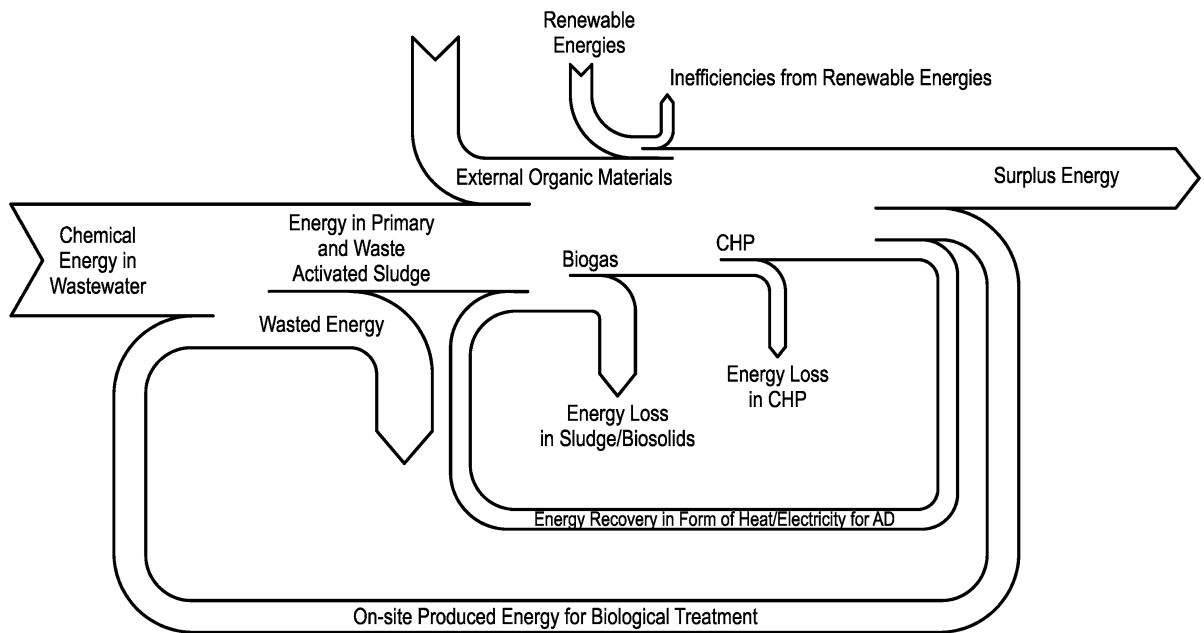 Renewable
Energies
Inefficiencies from Renewable Energies
External Organic Materials
Surplus Energy
Chemical
Energy in
Wastewater
Energy in Primary
and Waste
Activated Sludge
Biogas
CHP
Wasted Energy
Energy Loss
in CHP
Energy Loss
in Sludge/Biosolids
Energy Recovery in Form of Heat/Electricity for AD
On-site Produced Energy for Biological Treatment